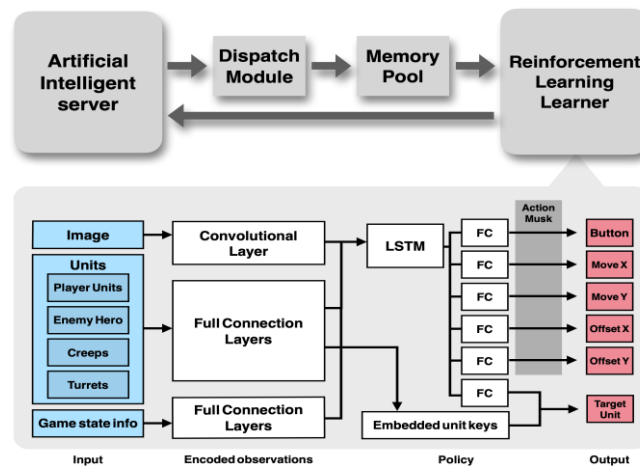 Artificial
Intelligent
server
Dispatch
Module
Memory
Pool
Reinforcement
Learning
Learner
Image
Units
Player Units
Enemy Hero
Creeps
Turrets
Game state info
Convolutional
Layer
Full Connection
Layers
Full Connection
Layers
LSTM
FC
FC
FC
FC
FC
FC
Embedded unit keys
Action
Musk
Button
Move X
Move Y
Offset X
Offset Y
Target
Unit
Input
Encoded observations
Policy
Output